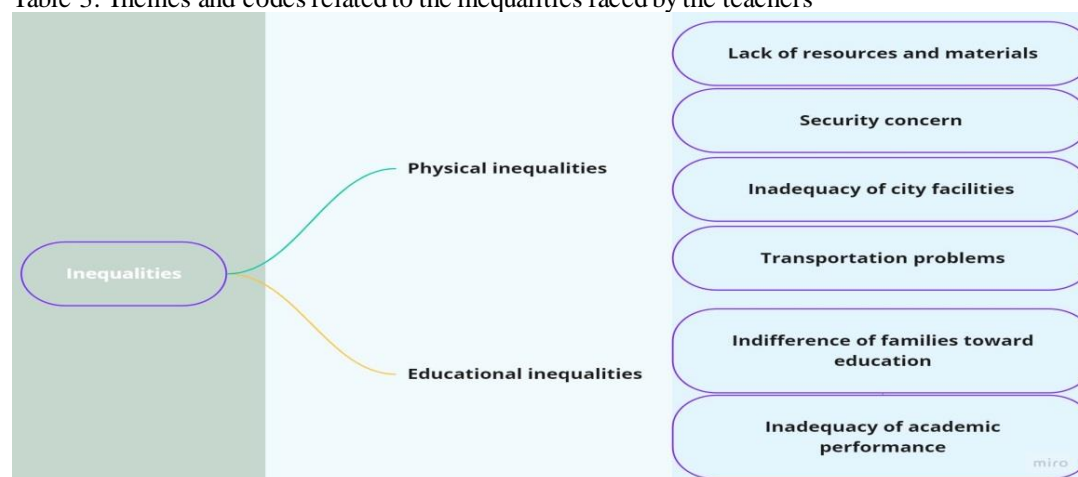 Table 3: Themes and codes related to the inequalities faced by the teachers
Inequalities
Physical inequalities
Educational inequalities
Lack of resources and materials
Security concern
Inadequacy of city facilities
Transportation problems
Indifference of families toward
education
Inadequacy of academic
performance
miro